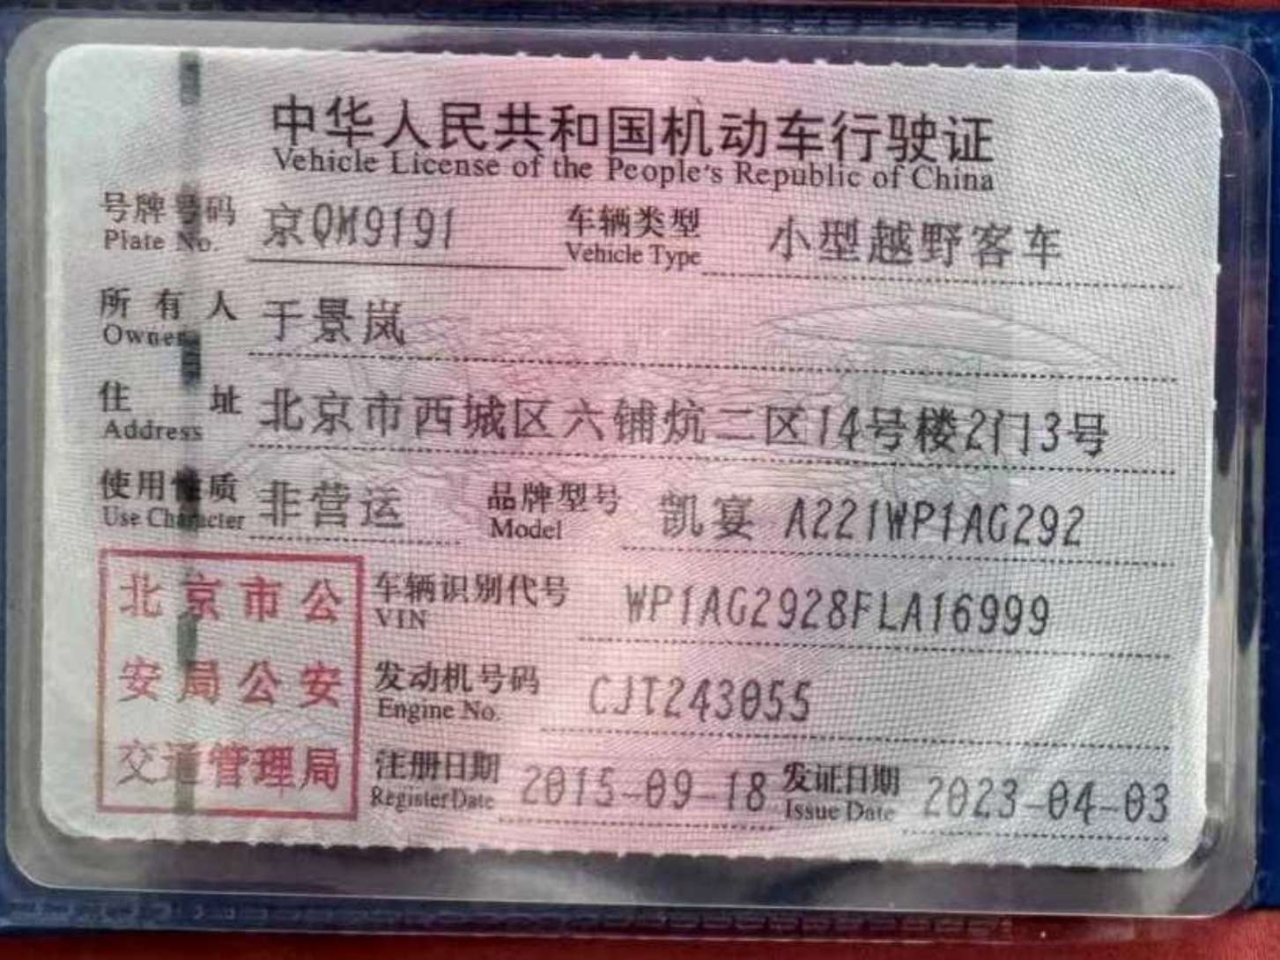 中华人民共和国机动车行驶证
Vehicle License of the People's Republic of China
号牌号码 京QM9191 车辆类型 小型越野客车
Plate No. Vehicle Type
所有人 于景岚
Owner
住址 北京市西城区六铺炕二区14号楼2门13号
Address
使用性质 非营运 品牌型号 凯宴 A221WP1AG292
Use Character Model
车辆识别代号 WP1AG2928FLA16999
VIN
发动机号码 CJT243055
Engine No.
注册日期 2015-09-18 发证日期 2023-04-03
Register Date Issue Date
北京市公
安局公安
交通管理局